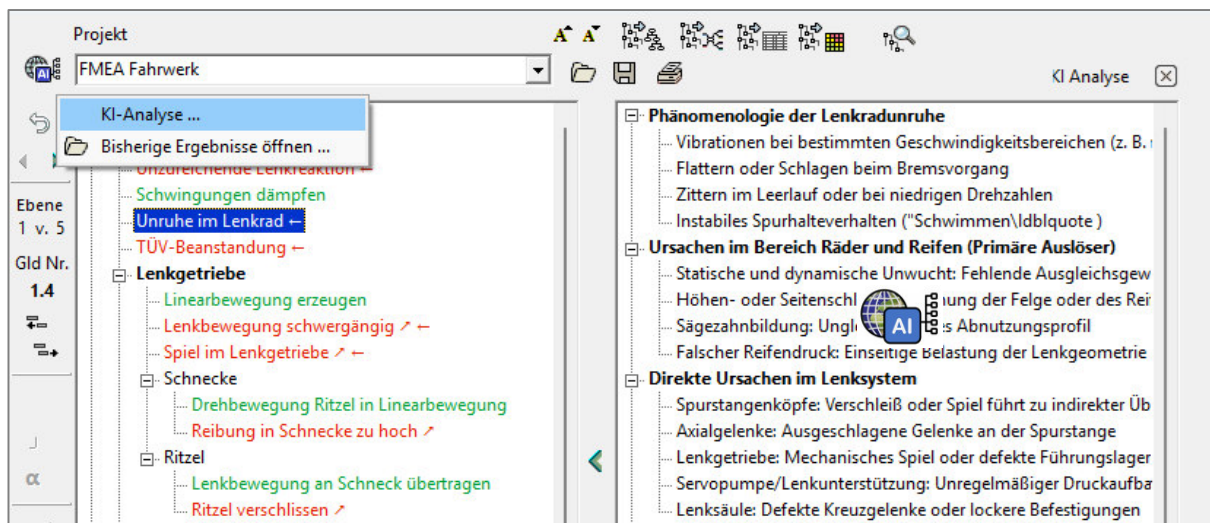 Projekt
A A
FMEA Fahrwerk
KI Analyse
KI-Analyse ...
Bisherige Ergebnisse öffnen ...
Unzureichende Lenkreaktion ←
Schwingungen dämpfen
Unruhe im Lenkrad ←
TÜV-Beanstandung ←
Lenkgetriebe
Linearbewegung erzeugen
Lenkbewegung schwergängig ↗ ←
Spiel im Lenkgetriebe ↗ ←
Schnecke
Drehbewegung Ritzel in Linearbewegung
Reibung in Schnecke zu hoch ↗
Ritzel
Lenkbewegung an Schneck übertragen
Ritzel verschlissen ↗
Ebene
1 v. 5
Gld Nr.
1.4
α
Phänomenologie der Lenkradunruhe
Vibrationen bei bestimmten Geschwindigkeitsbereichen (z. B.
Flattern oder Schlagen beim Bremsvorgang
Zittern im Leerlauf oder bei niedrigen Drehzahlen
Instabiles Spurhalteverhalten ("Schwimmen\ldblquote )
Ursachen im Bereich Räder und Reifen (Primäre Auslöser)
Statische und dynamische Unwucht: Fehlende Ausgleichsgew
Höhen- oder Seitenschl nung der Felge oder des Rei
Sägezahnbildung: Ungl s Abnutzungsprofil
AI
Falscher Reifendruck: Einseitige Belastung der Lenkgeometrie
Direkte Ursachen im Lenksystem
Spurstangenköpfe: Verschleiß oder Spiel führt zu indirekter Üb
Axialgelenke: Ausgeschlagene Gelenke an der Spurstange
Lenkgetriebe: Mechanisches Spiel oder defekte Führungslager
Servopumpe/Lenkunterstützung: Unregelmäßiger Druckaufba
Lenksäule: Defekte Kreuzgelenke oder lockere Befestigungen